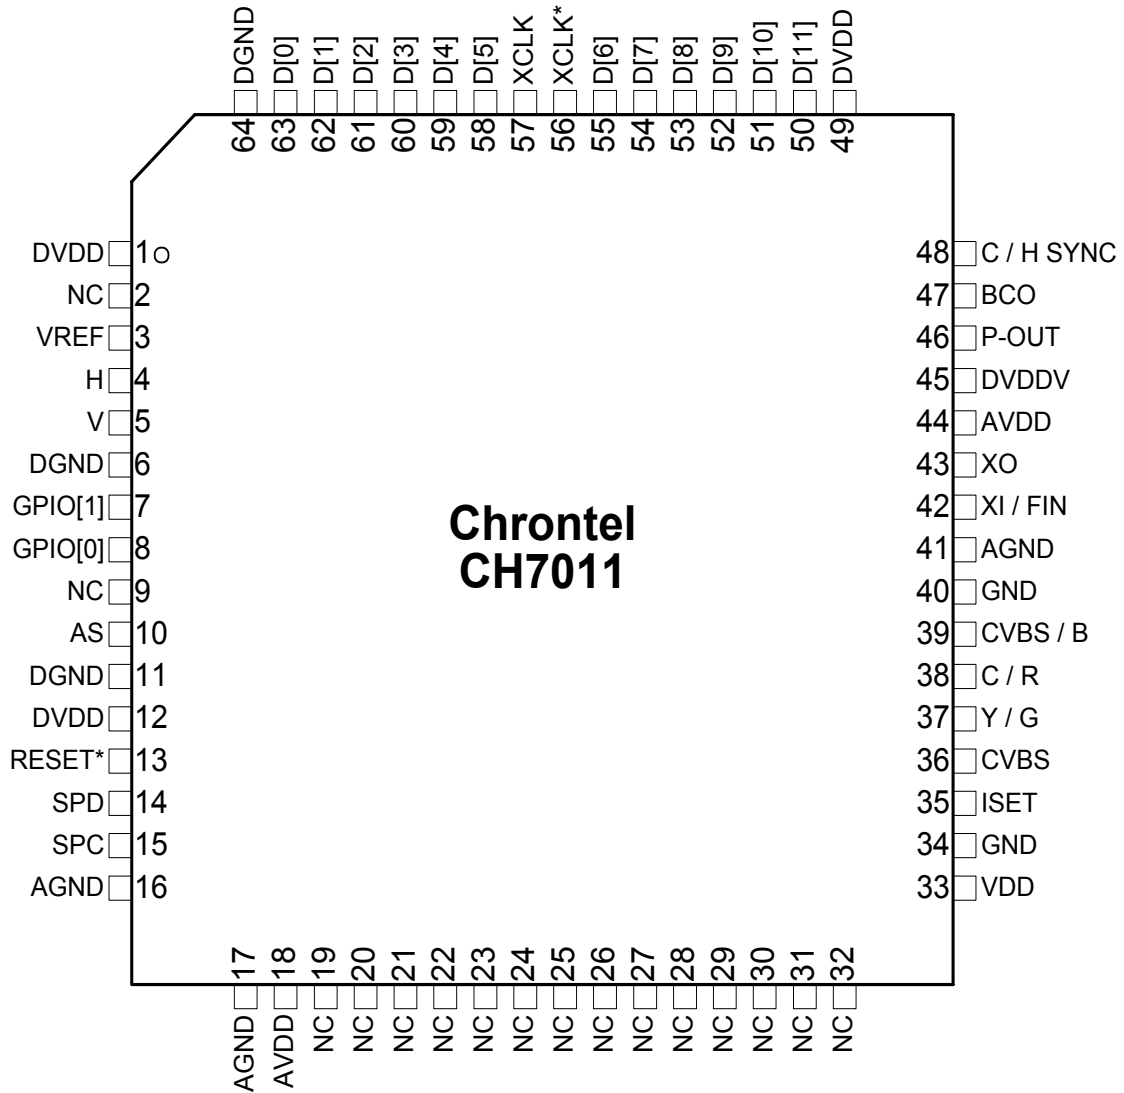 DGND D[0] D[1] D[2] D[3] D[4] D[5] XCLK XCLK* D[6] D[7] D[8] D[9] D[10] D[11] DVDD
64 63 62 61 60 59 58 57 56 55 54 53 52 51 50 49
DVDD 1 48 C / H SYNC
NC 2 47 BCO
VREF 3 46 P-OUT
H 4 45 DVDDV
V 5 44 AVDD
DGND 6 43 XO
GPIO[1] 7 42 XI / FIN
GPIO[0] 8 41 AGND
NC 9 40 GND
AS 10 39 CVBS / B
DGND 11 38 C / R
DVDD 12 37 Y / G
RESET* 13 36 CVBS
SPD 14 35 ISET
SPC 15 34 GND
AGND 16 33 VDD
Chrontel
CH7011
17 18 19 20 21 22 23 24 25 26 27 28 29 30 31 32
AGND AVDD NC NC NC NC NC NC NC NC NC NC NC NC NC NC